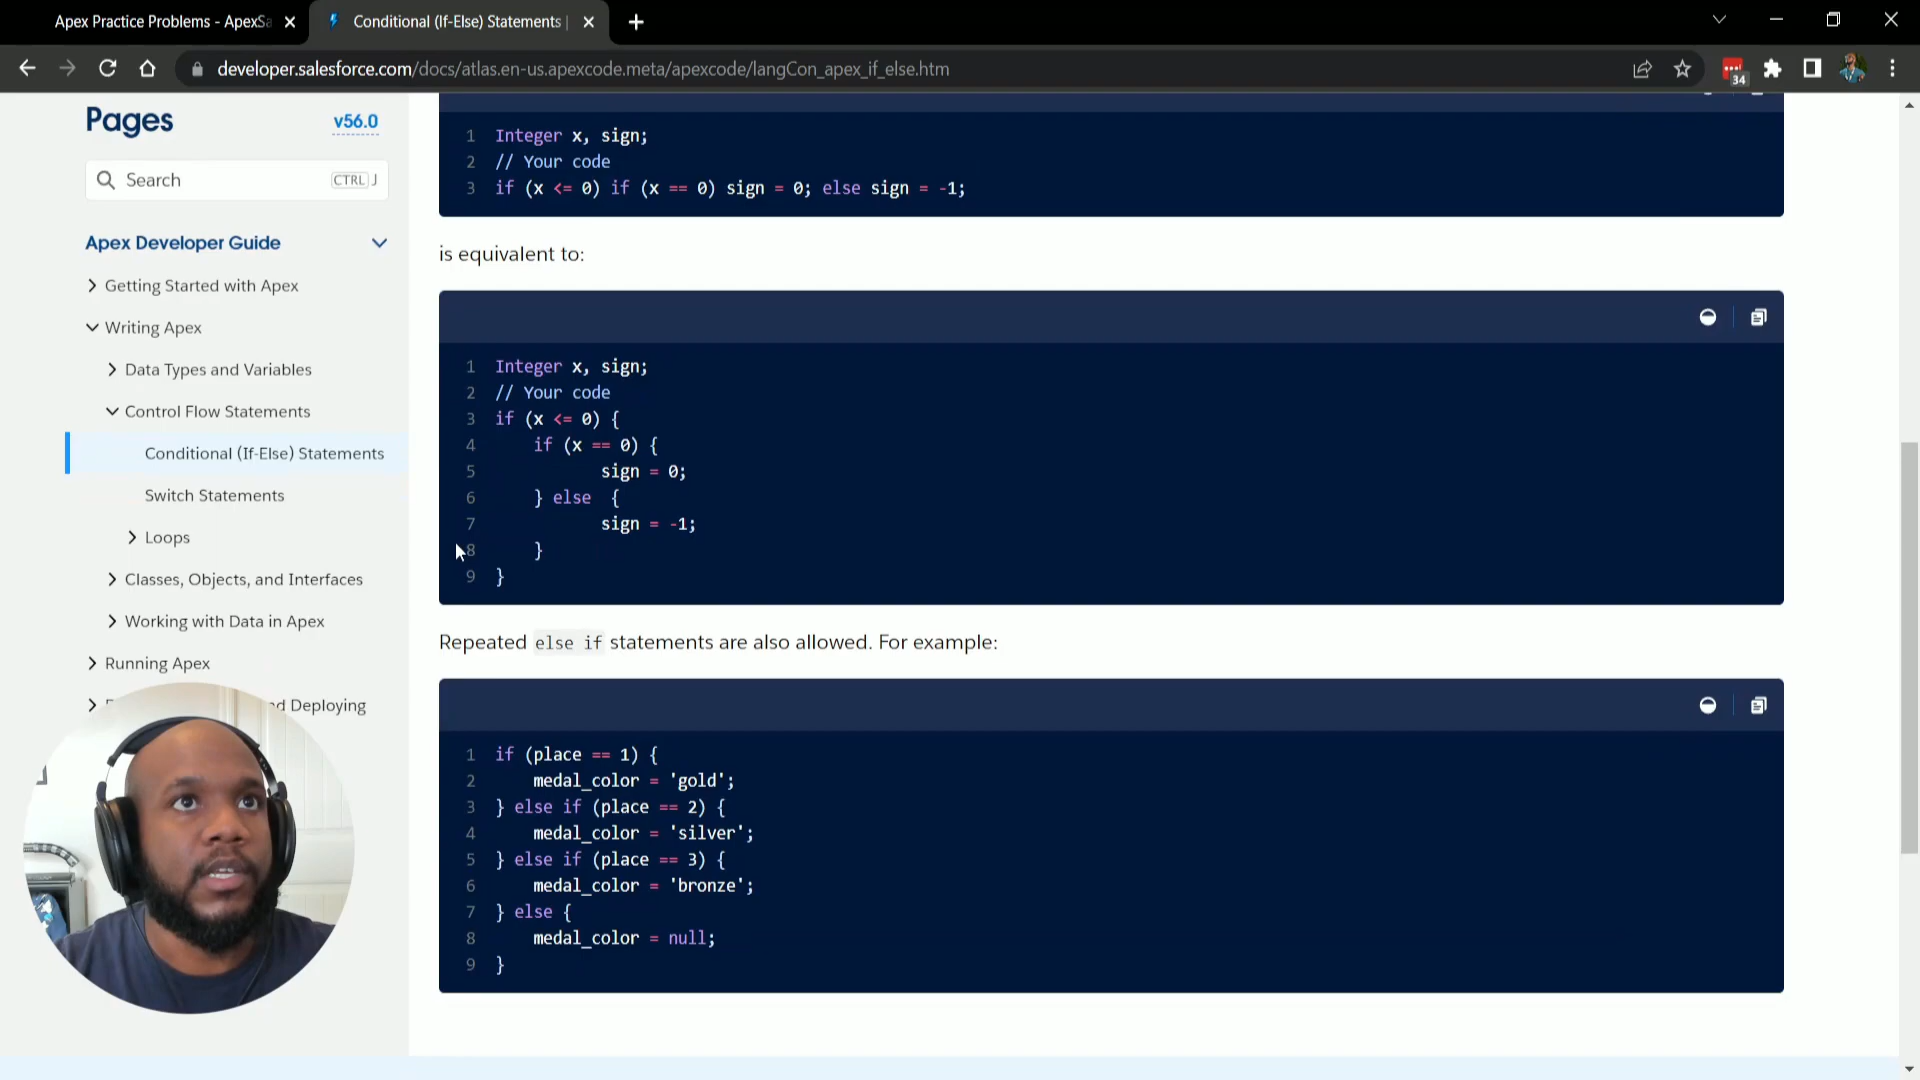 Apex Practice Problems - ApexSa
Conditional (If-Else) Statements |
developer.salesforce.com/docs/atlas.en-us.apexcode.meta/apexcode/langCon_apex_if_else.htm
34
Pages
v56.0
Search
CTRL J
Apex Developer Guide
Getting Started with Apex
Writing Apex
Data Types and Variables
Control Flow Statements
Conditional (If-Else) Statements
Switch Statements
Loops
Classes, Objects, and Interfaces
Working with Data in Apex
Running Apex
nd Deploying
1 Integer x, sign;
2 // Your code
3 if (x <= 0) if (x == 0) sign = 0; else sign = -1;
is equivalent to:
1 Integer x, sign;
2 // Your code
3 if (x <= 0) {
4 if (x == 0) {
5 sign = 0;
6 } else {
7 sign = -1;
8 }
9 }
Repeated else if statements are also allowed. For example:
1 if (place == 1) {
2 medal_color = 'gold';
3 } else if (place == 2) {
4 medal_color = 'silver';
5 } else if (place == 3) {
6 medal_color = 'bronze';
7 } else {
8 medal_color = null;
9 }